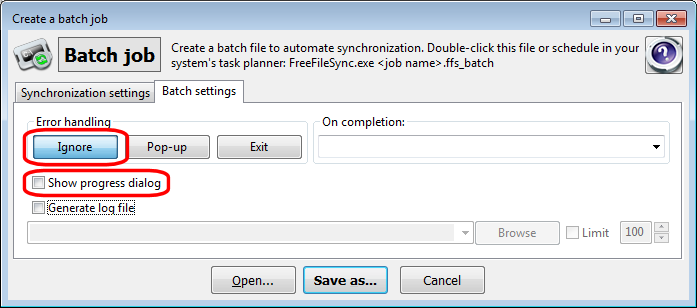 Create a batch job
Batch job
Create a batch file to automate synchronization. Double-click this file or schedule in your
system's task planner: FreeFileSync.exe <job name>.ffs_batch
Synchronization settings
Batch settings
Error handling
On completion:
Ignore
Pop-up
Exit
Show progress dialog
Generate log file
Browse
Limit
100
Open...
Save as...
Cancel